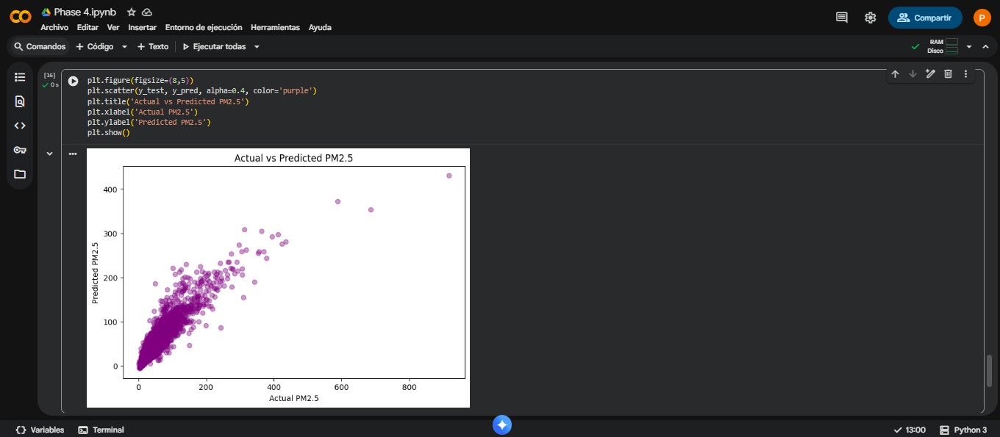 Phase 4.ipynb
Archivo Editar Ver Insertar Entorno de ejecución Herramientas Ayuda
Compartir
P
Comandos + Código + Texto Ejecutar todas
RAM
Disco
[16]
0 s
plt.figure(figsize=(8,5))
plt.scatter(y_test, y_pred, alpha=0.4, color='purple')
plt.title('Actual vs Predicted PM2.5')
plt.xlabel('Actual PM2.5')
plt.ylabel('Predicted PM2.5')
plt.show()
Actual vs Predicted PM2.5
400
300
200
100
0
Predicted PM2.5
0 200 400 600 800
Actual PM2.5
Variables Terminal
13:00 Python 3